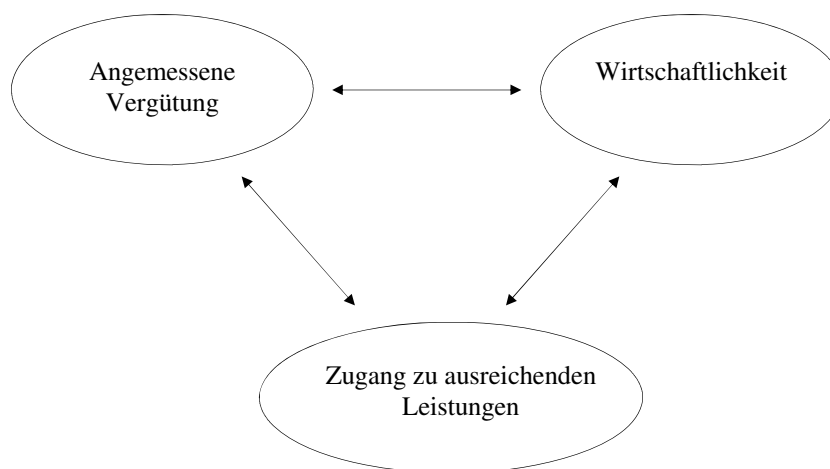 Angemessene
Vergütung
Wirtschaftlichkeit
Zugang zu ausreichenden
Leistungen